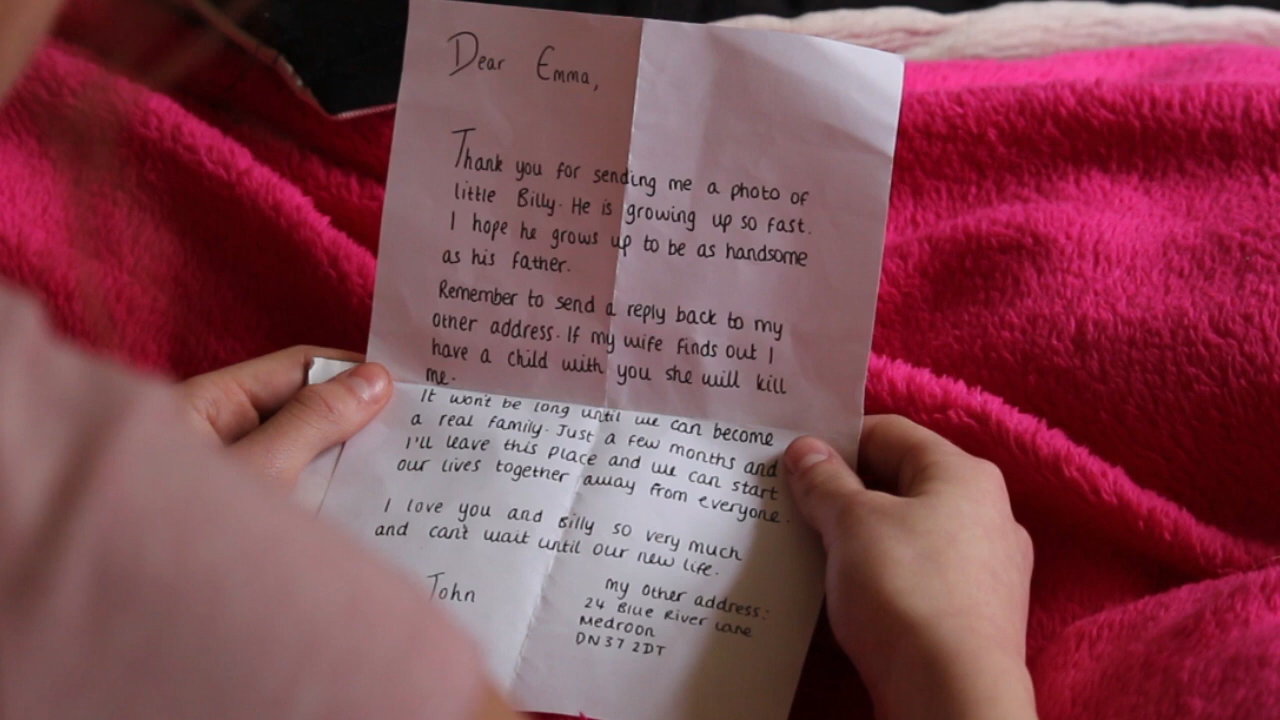 Dear Emma,
Thank you for sending me a photo of
little Billy. He is growing up so fast.
I hope he grows up to be as handsome
as his father.
Remember to send a reply back to my
other address. If my wife finds out I
have a child with you she will kill
me.
It won't be long until we can become
a real family. Just a few months and
I'll leave this place and we can start
our lives together away from everyone.
I love you and Billy so very much
and can't wait until our new life.
John
My other address:
24 Blue River Lane
Medroon
DN37 2DT